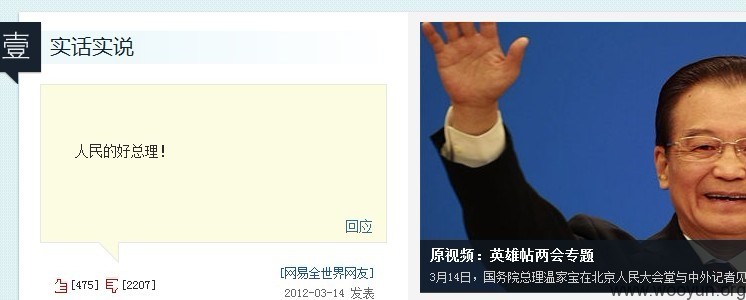 壹 实话实说
人民的好总理！
回应
[475] [2207]
[网易全世界网友]
2012-03-14 发表
原视频：英雄帖两会专题
3月14日，国务院总理温家宝在北京人民大会堂与中外记者见
www.wooyun.org